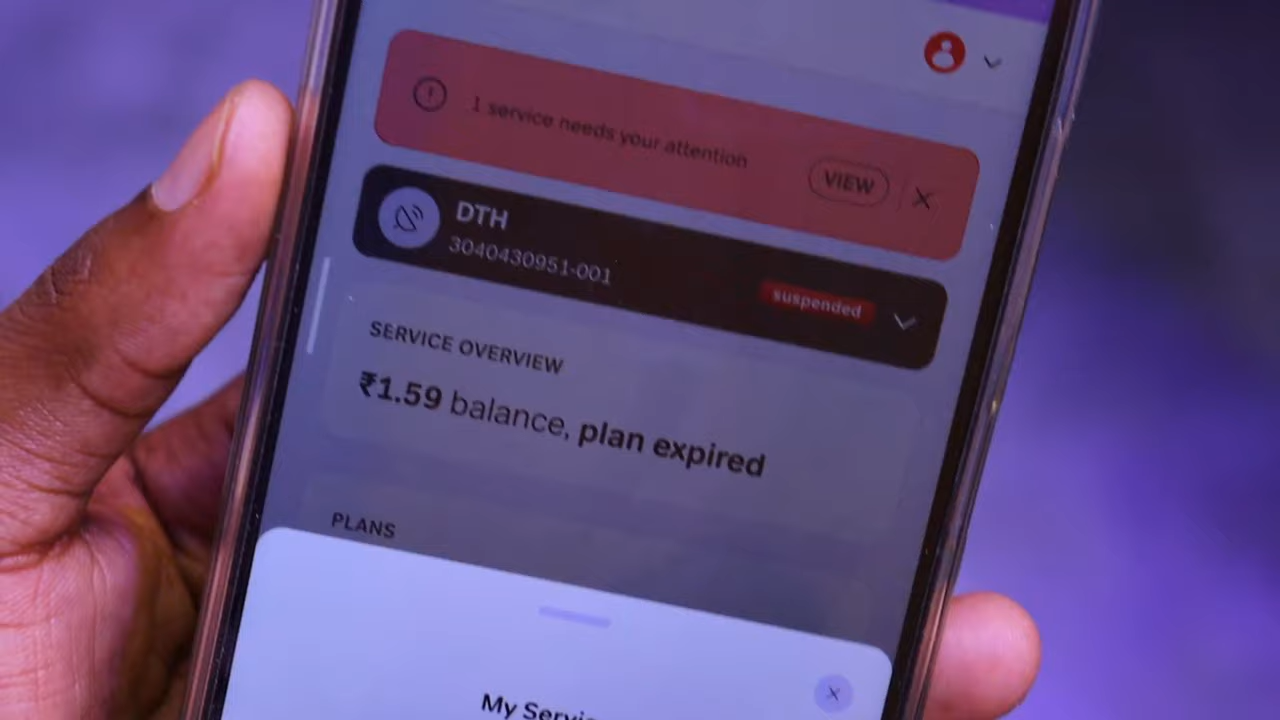 1 service needs your attention
VIEW
DTH
3040430951-001
suspended
SERVICE OVERVIEW
₹1.59 balance, plan expired
PLANS
My Servic